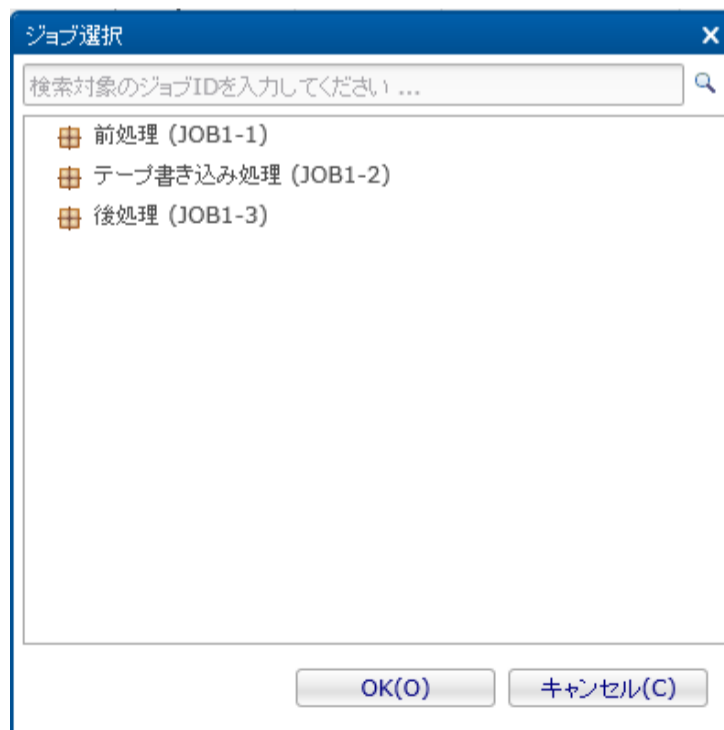 ジョブ選択
検索対象のジョブIDを入力してください ...
前処理 (JOB1-1)
テープ書き込み処理 (JOB1-2)
後処理 (JOB1-3)
OK(O)
キャンセル(C)